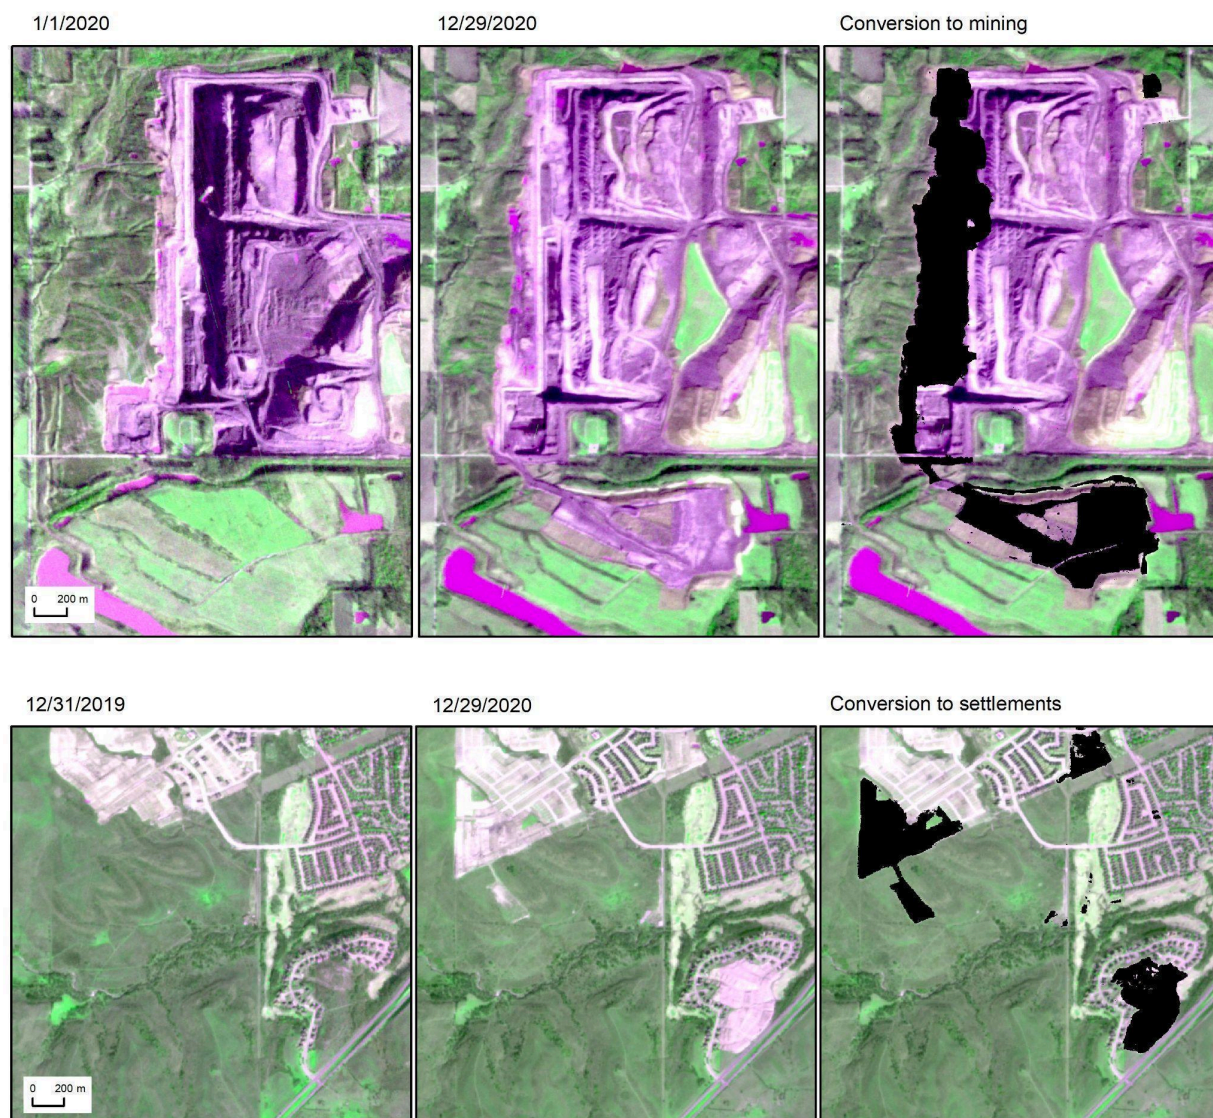 1/1/2020
12/29/2020
Conversion to mining
0 200 m
12/31/2019
12/29/2020
Conversion to settlements
0 200 m